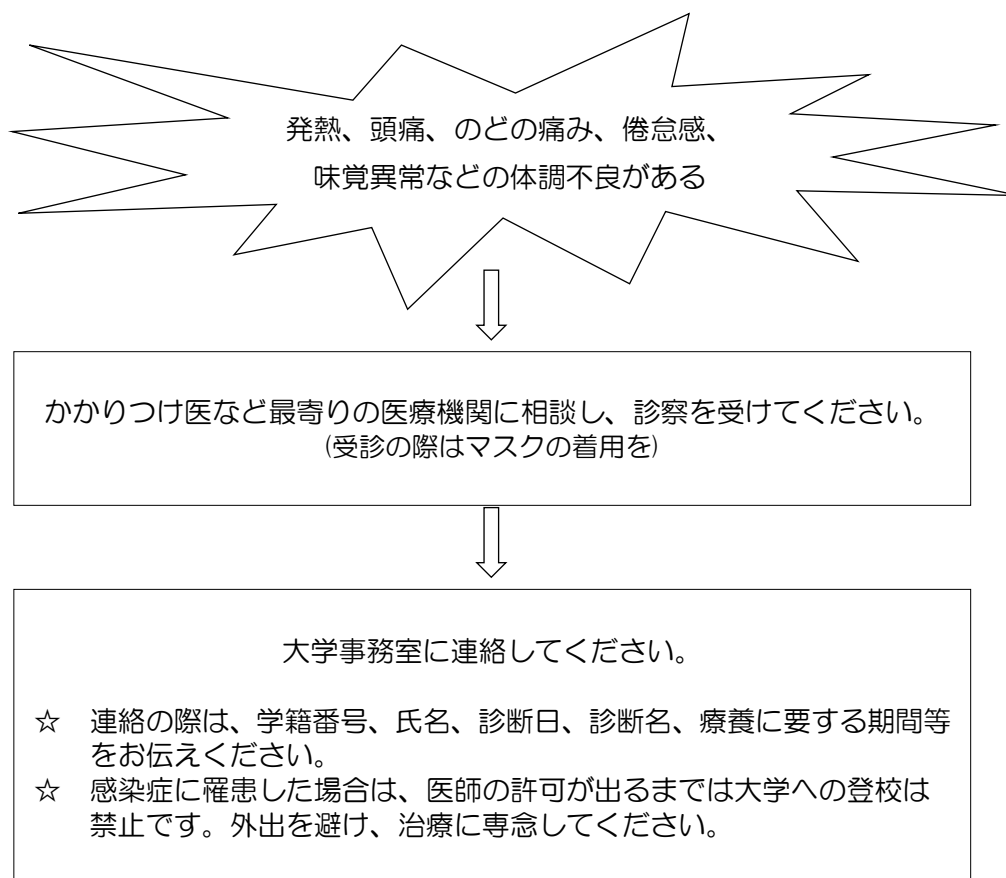 発熱、頭痛、のどの痛み、倦怠感、
味覚異常などの体調不良がある
かかりつけ医など最寄りの医療機関に相談し、診察を受けてください。
(受診の際はマスクの着用を)
大学事務室に連絡してください。
☆ 連絡の際は、学籍番号、氏名、診断日、診断名、療養に要する期間等
をお伝えください。
☆ 感染症に罹患した場合は、医師の許可が出るまでは大学への登校は
禁止です。外出を避け、治療に専念してください。